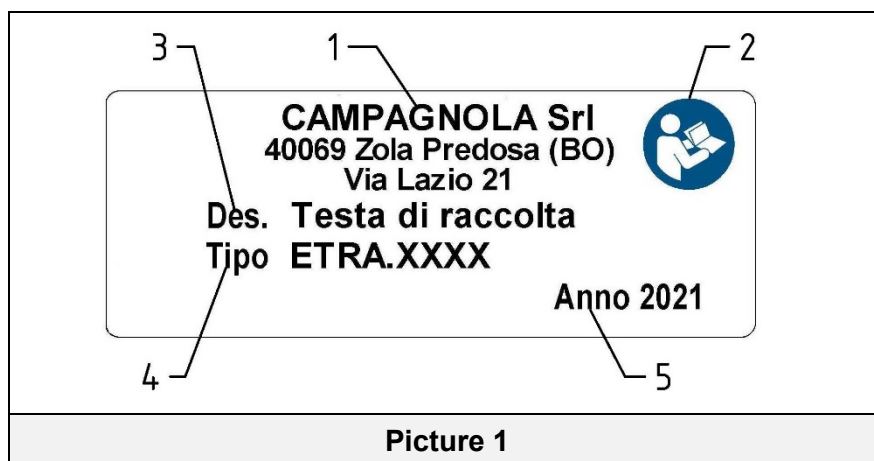 3 1 2
CAMPAGNOLA Srl
40069 Zola Predosa (BO)
Via Lazio 21
Des. Testa di raccolta
Tipo ETRA.XXXX
Anno 2021
4 5
Picture 1